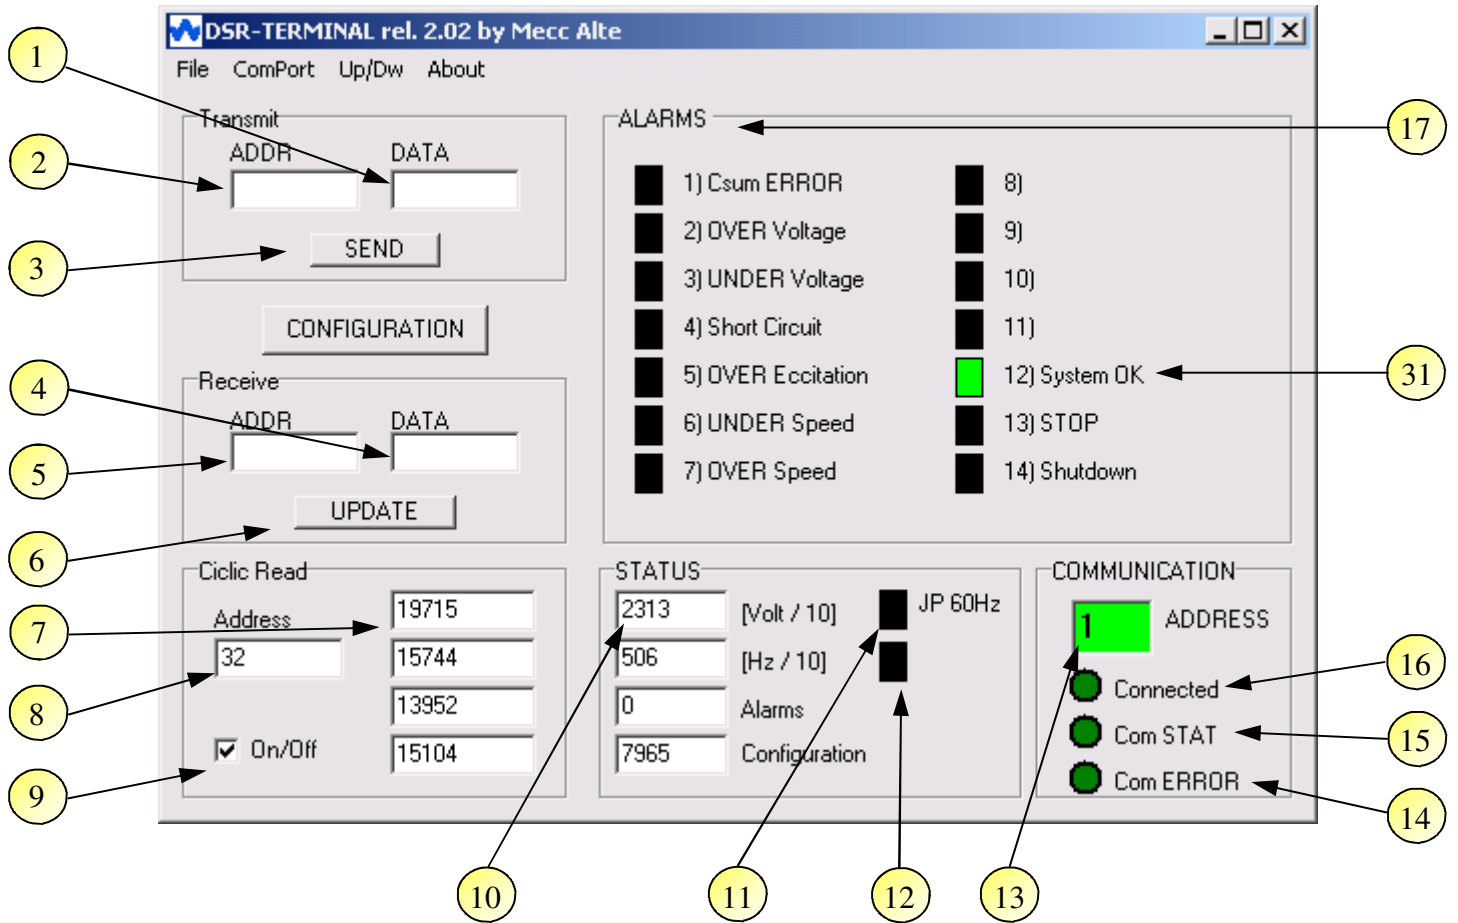 DSR-TERMINAL rel. 2.02 by Mecc Alte
File ComPort Up/Dw About
1
2
3
4
5
6
7
8
9
Transmit
ADDR DATA
SEND
CONFIGURATION
Receive
ADDR DATA
UPDATE
Ciclic Read
Address
32
On/Off
19715
15744
13952
15104
ALARMS
1) Csum ERROR
2) OVER Voltage
3) UNDER Voltage
4) Short Circuit
5) OVER Eccitation
6) UNDER Speed
7) OVER Speed
8)
9)
10)
11)
12) System OK
13) STOP
14) Shutdown
STATUS
2313 [Volt / 10]
506 [Hz / 10]
0 Alarms
7965 Configuration
JP 60Hz
COMMUNICATION
1 ADDRESS
Connected
Com STAT
Com ERROR
17
31
16
15
14
10
11
12
13